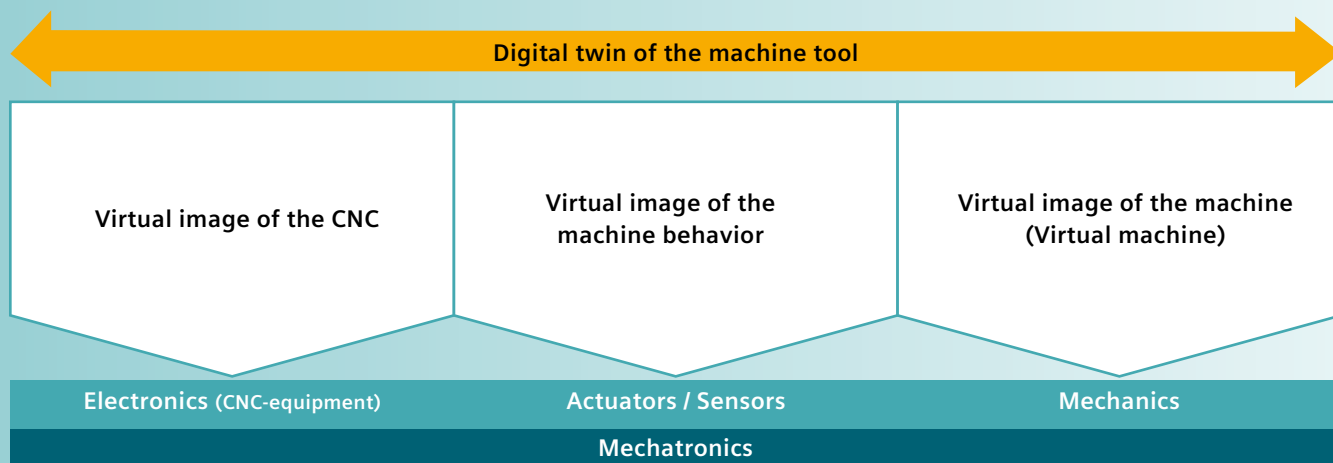 Digital twin of the machine tool
Virtual image of the CNC
Virtual image of the
machine behavior
Virtual image of the machine
(Virtual machine)
Electronics (CNC-equipment)
Actuators / Sensors
Mechanics
Mechatronics